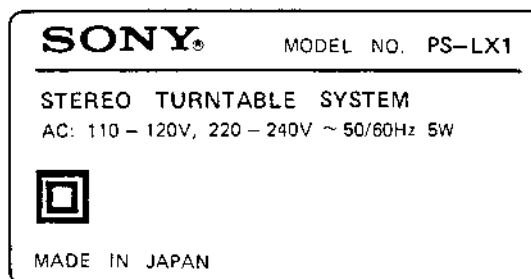 SONY® MODEL NO. PS-LX1
STEREO TURNTABLE SYSTEM
AC: 110 – 120V, 220 – 240V ~ 50/60Hz 5W
MADE IN JAPAN